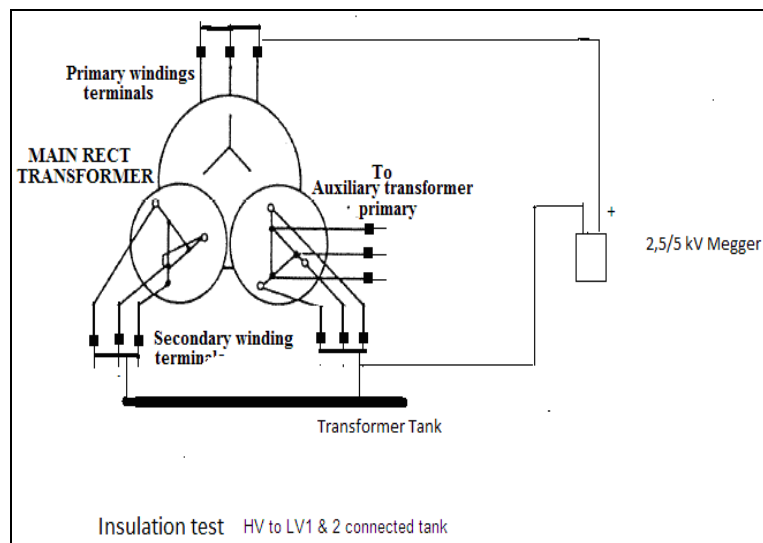 Primary windings
terminals
MAIN RECT
TRANSFORMER
To
Auxiliary transformer
primary
+
2,5/5 kV Megger
Secondary winding
terminals
Transformer Tank
Insulation test HV to LV1 & 2 connected tank